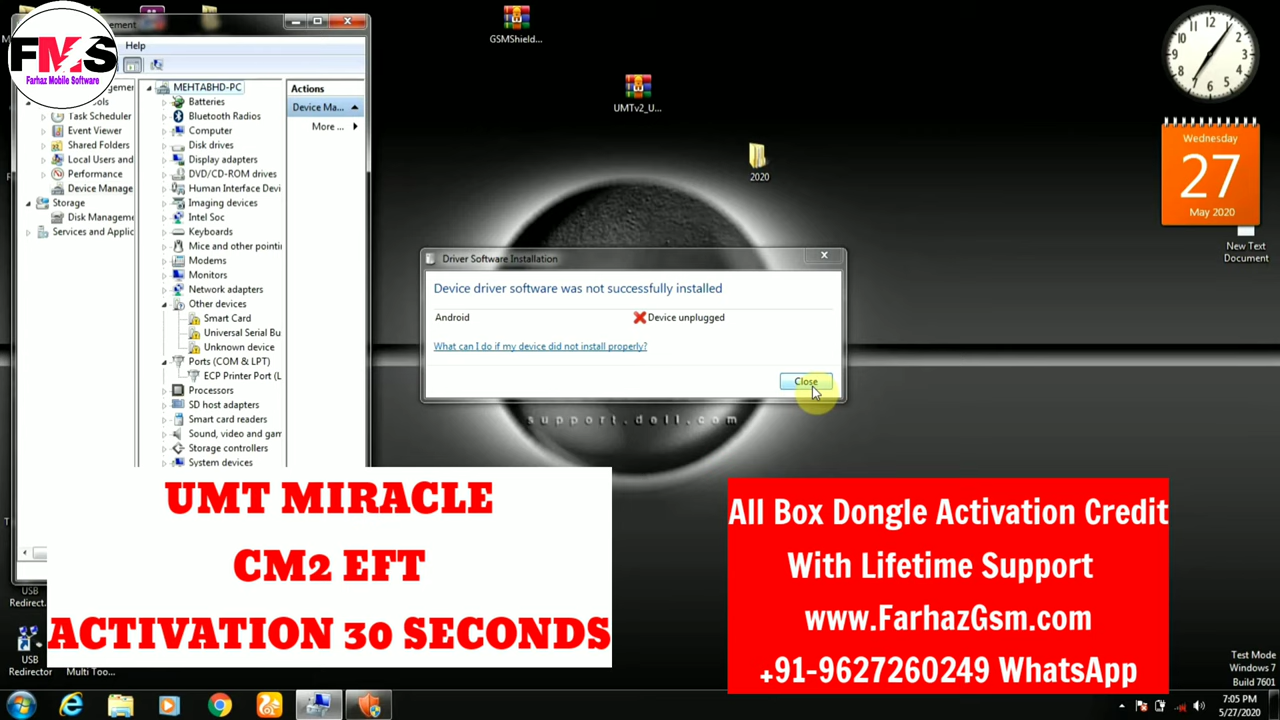 FMS
Farhaz Mobile Software
Help
MEHTABHD-PC
Batteries
Bluetooth Radios
Computer
Disk drives
Display adapters
DVD/CD-ROM drives
Human Interface Devi
Imaging devices
Intel Soc
Keyboards
Mice and other pointi
Modems
Monitors
Network adapters
Other devices
Smart Card
Universal Serial Bu
Unknown device
Ports (COM & LPT)
ECP Printer Port (L
Processors
SD host adapters
Smart card readers
Sound, video and gam
Storage controllers
System devices
Task Scheduler
Event Viewer
Shared Folders
Local Users and
Performance
Device Manage
Storage
Disk Manageme
Services and Applic
Actions
Device Ma...
More ...
GSMShield...
UMTv2_U...
2020
Wednesday
27
May 2020
New Text
Document
Driver Software Installation
Device driver software was not successfully installed
Android
Device unplugged
What can I do if my device did not install properly?
Close
support.dell.com
UMT MIRACLE
CM2 EFT
ACTIVATION 30 SECONDS
All Box Dongle Activation Credit
With Lifetime Support
www.FarhazGsm.com
+91-9627260249 WhatsApp
USB
Redirect...
USB
Redirector
Multi Too...
Test Mode
Windows 7
Build 7601
7:05 PM
5/27/2020